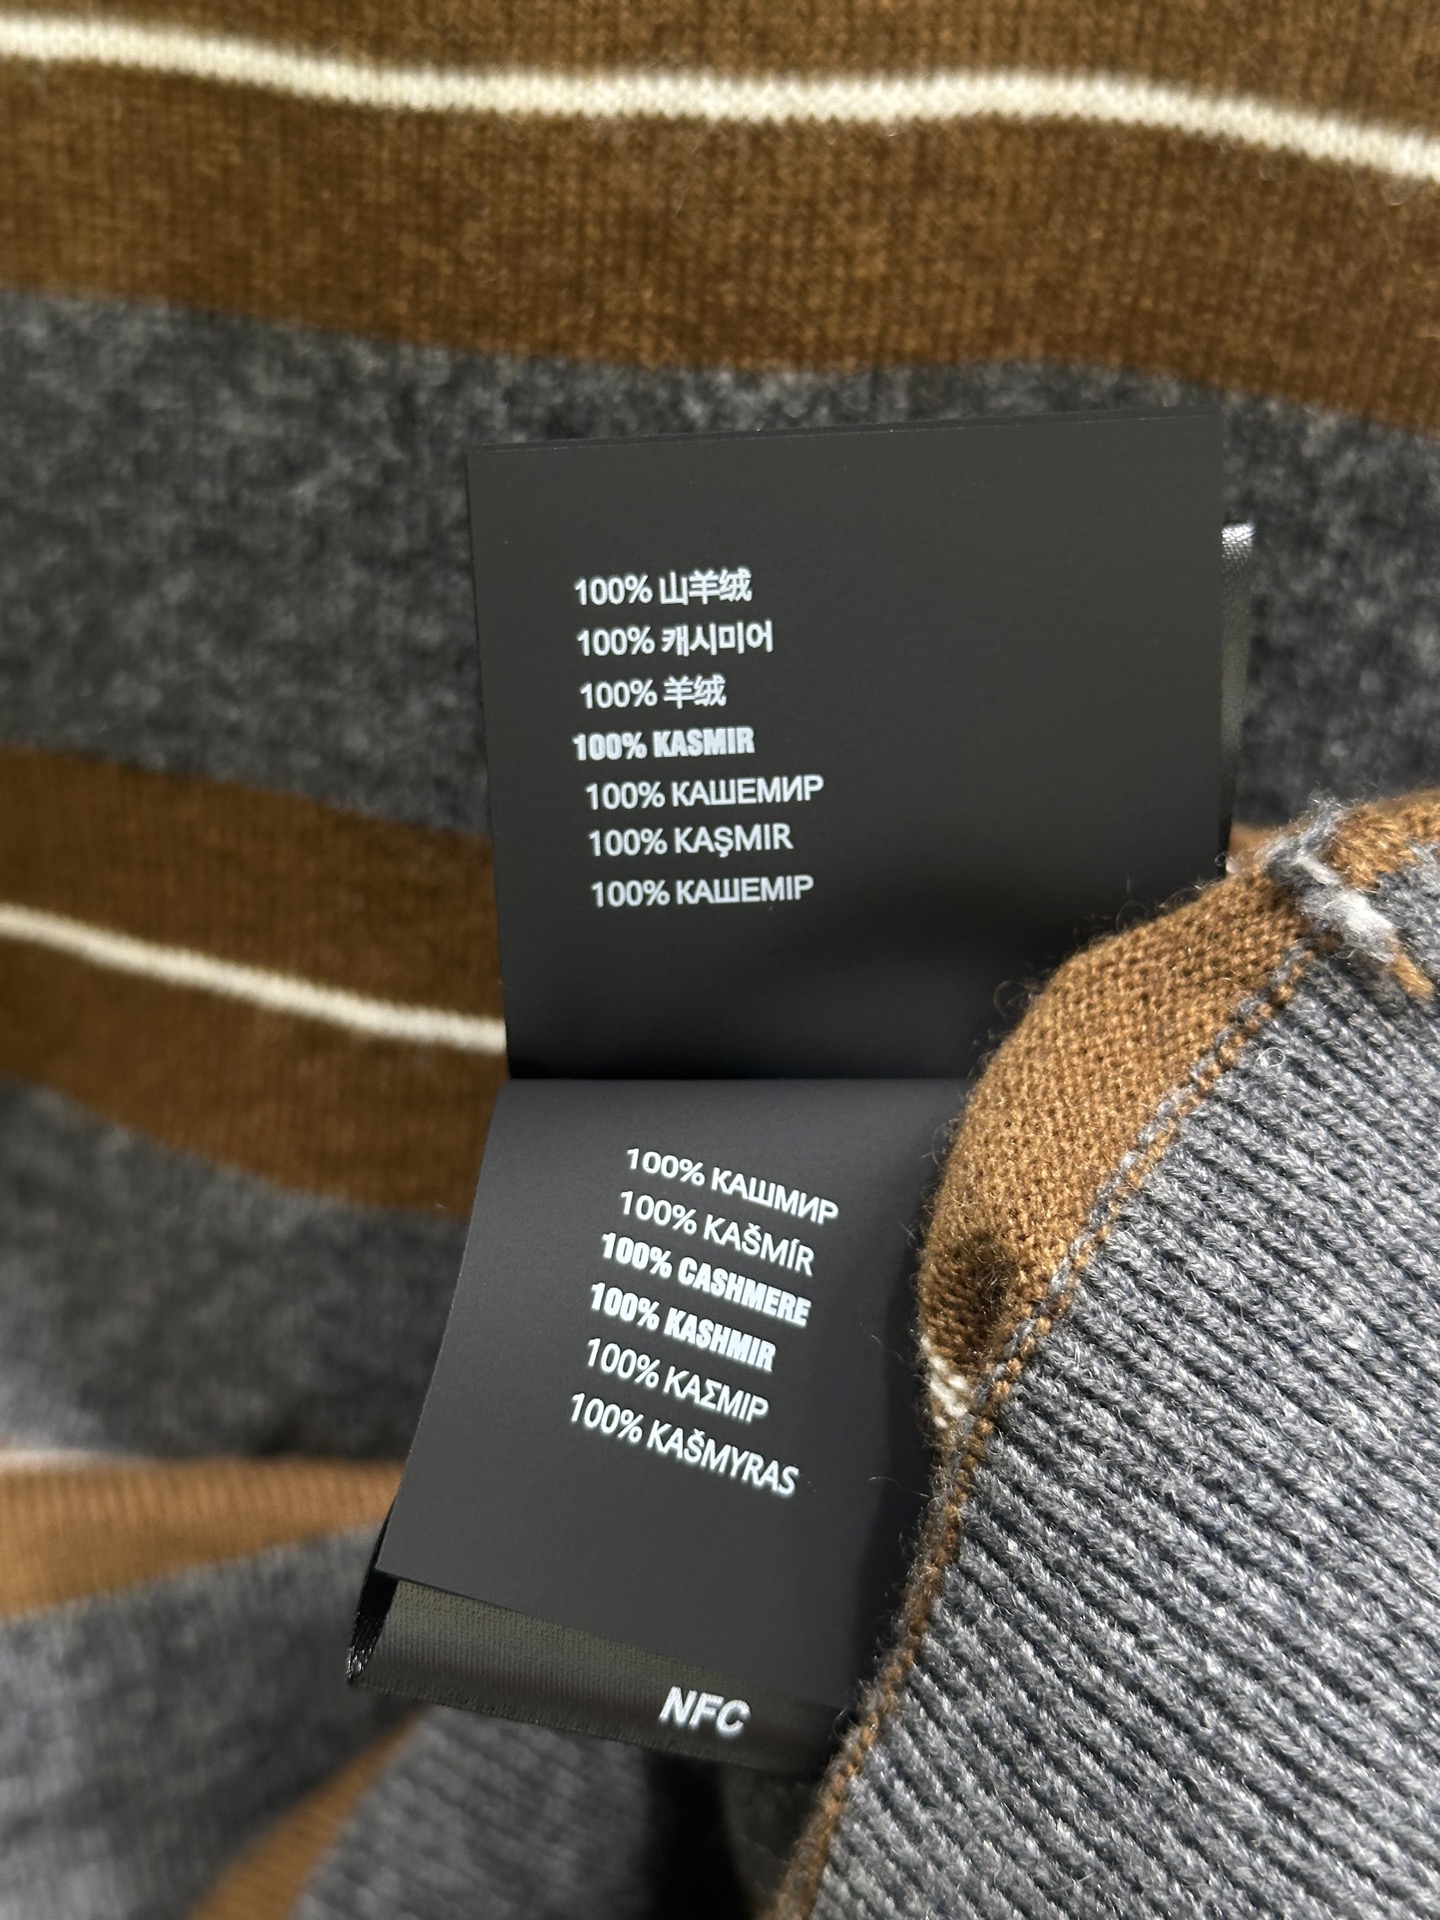 100% 山羊绒
100% 캐시미어
100% 羊绒
100% KASMIR
100% КАШЕМИР
100% KAŞMIR
100% КАШЕМІР
100% КАШМИР
100% KAŠMÍR
100% CASHMERE
100% KASHMIR
100% ΚΑΣΜΙΡ
100% KAŠMYRAS
NFC